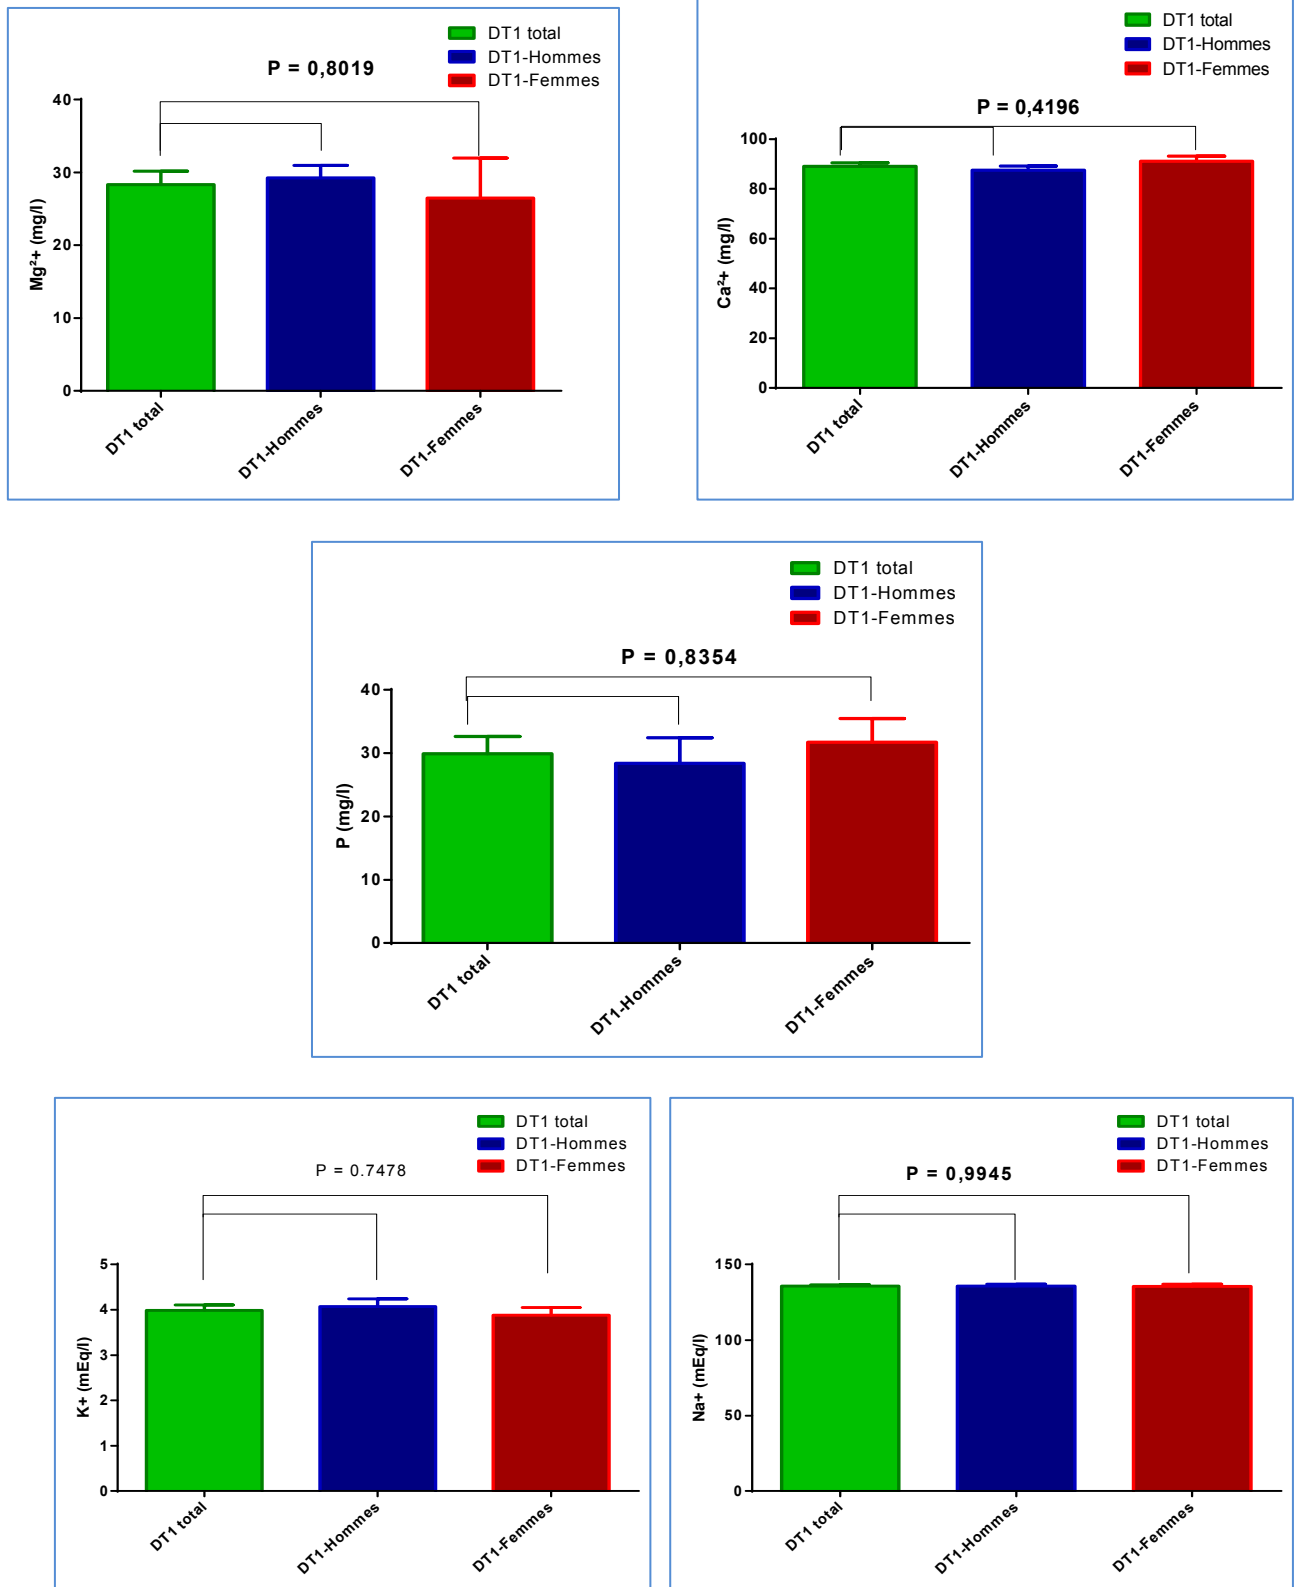 DT1 total
DT1-Hommes
DT1-Femmes
P = 0,8019
40
30
20
10
0
Mg²+ (mg/l)
DT1 total
DT1-Hommes
DT1-Femmes
DT1 total
DT1-Hommes
DT1-Femmes
P = 0,4196
100
80
60
40
20
0
Ca²+ (mg/l)
DT1 total
DT1-Hommes
DT1-Femmes
DT1 total
DT1-Hommes
DT1-Femmes
P = 0,8354
40
30
20
10
0
P (mg/l)
DT1 total
DT1-Hommes
DT1-Femmes
DT1 total
DT1-Hommes
DT1-Femmes
P = 0.7478
5
4
3
2
1
0
K+ (mEq/l)
DT1 total
DT1-Hommes
DT1-Femmes
DT1 total
DT1-Hommes
DT1-Femmes
P = 0,9945
150
100
50
0
Na+ (mEq/l)
DT1 total
DT1-Hommes
DT1-Femmes